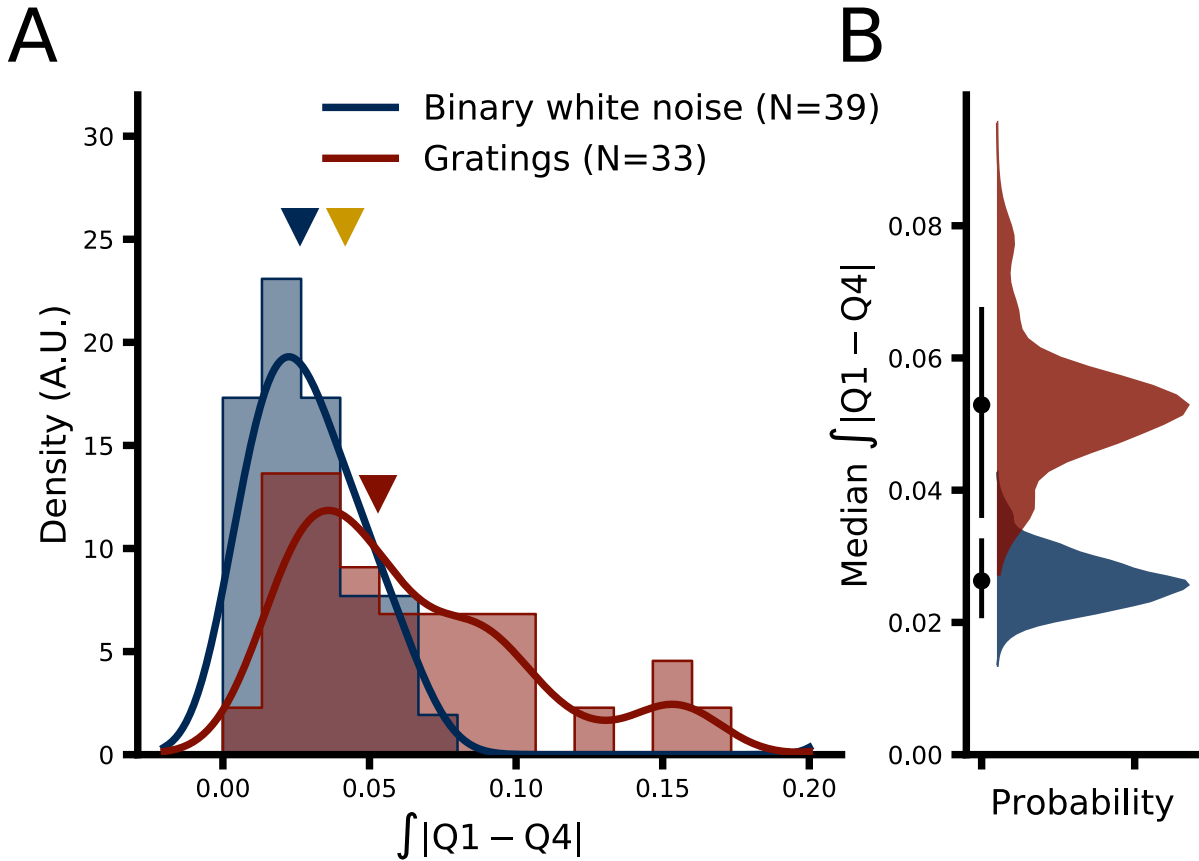 A
Binary white noise (N=39)
Gratings (N=33)
Density (A.U.)
30
25
20
15
10
5
0
0.00 0.05 0.10 0.15 0.20
∫|Q1 − Q4|
B
Median ∫|Q1 − Q4|
0.08
0.06
0.04
0.02
0.00
Probability